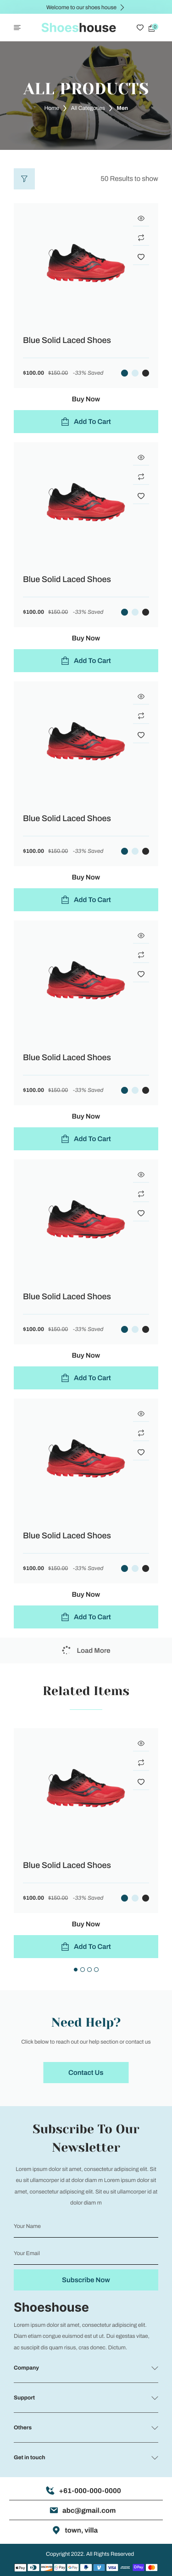 Welcome to our shoes house
Shoeshouse
ALL PRODUCTS
Home All Categories Men
50 Results to show
Blue Solid Laced Shoes
$100.00 $150.00 -33% Saved
Buy Now
Add To Cart
Blue Solid Laced Shoes
$100.00 $150.00 -33% Saved
Buy Now
Add To Cart
Blue Solid Laced Shoes
$100.00 $150.00 -33% Saved
Buy Now
Add To Cart
Blue Solid Laced Shoes
$100.00 $150.00 -33% Saved
Buy Now
Add To Cart
Blue Solid Laced Shoes
$100.00 $150.00 -33% Saved
Buy Now
Add To Cart
Blue Solid Laced Shoes
$100.00 $150.00 -33% Saved
Buy Now
Add To Cart
Load More
Related Items
Blue Solid Laced Shoes
$100.00 $150.00 -33% Saved
Buy Now
Add To Cart
Need Help?
Click below to reach out our help section or contact us
Contact Us
Subscribe To Our
Newsletter
Lorem ipsum dolor sit amet, consectetur adipiscing elit. Sit
eu sit ullamcorper id at dolor diam m Lorem ipsum dolor sit
amet, consectetur adipiscing elit. Sit eu sit ullamcorper id at
dolor diam m
Your Name
Your Email
Subscribe Now
Shoeshouse
Lorem ipsum dolor sit amet, consectetur adipiscing elit.
Diam etiam congue euismod est ut ut. Dui egestas vitae,
ac suscipit dis quam risus, cras donec. Dictum.
Company
Support
Others
Get in touch
+61-000-000-0000
abc@gmail.com
town, villa
Copyright 2022. All Rights Reserved